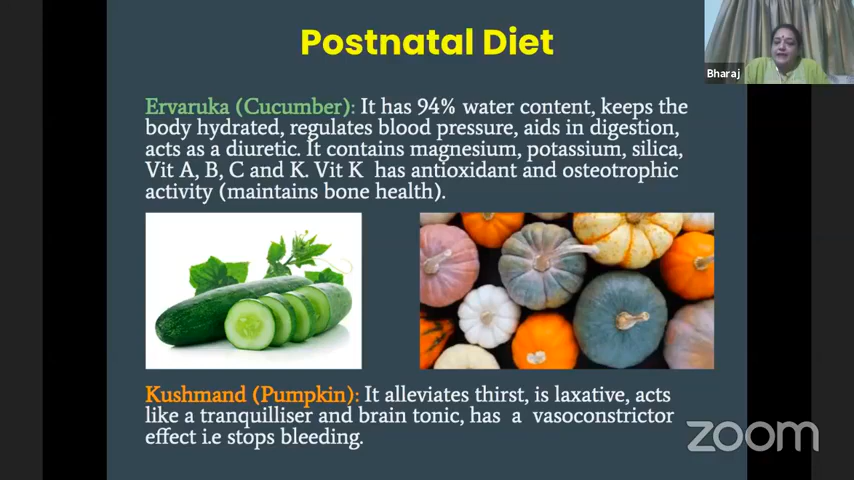 Postnatal Diet
Bharaj
Ervaruka (Cucumber): It has 94% water content, keeps the
body hydrated, regulates blood pressure, aids in digestion,
acts as a diuretic. It contains magnesium, potassium, silica,
Vit A, B, C and K. Vit K has antioxidant and osteotrophic
activity (maintains bone health).
Kushmand (Pumpkin): It alleviates thirst, is laxative, acts
like a tranquilliser and brain tonic, has a vasoconstrictor
effect i.e stops bleeding.
zoom